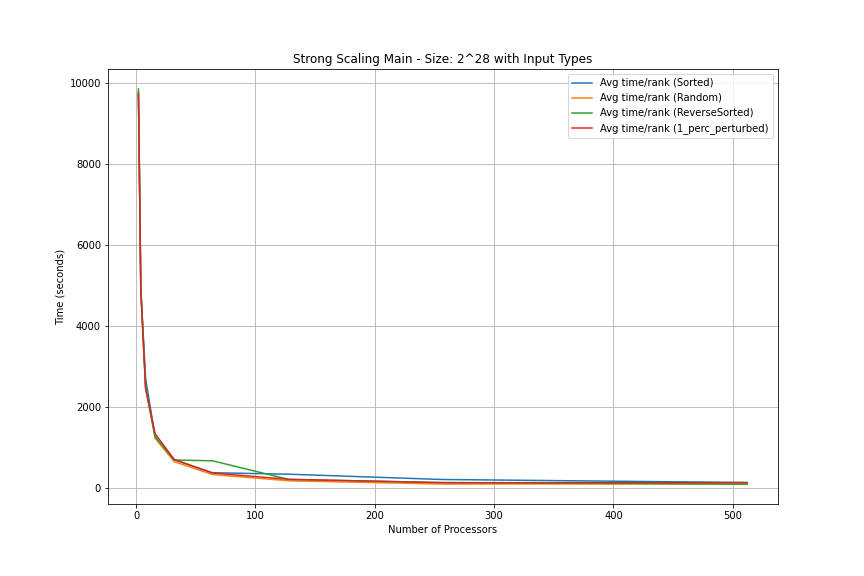 Strong Scaling Main - Size: 2^28 with Input Types
Avg time/rank (Sorted)
Avg time/rank (Random)
Avg time/rank (ReverseSorted)
Avg time/rank (1_perc_perturbed)
Time (seconds)
10000
8000
6000
4000
2000
0
0
100
200
300
400
500
Number of Processors